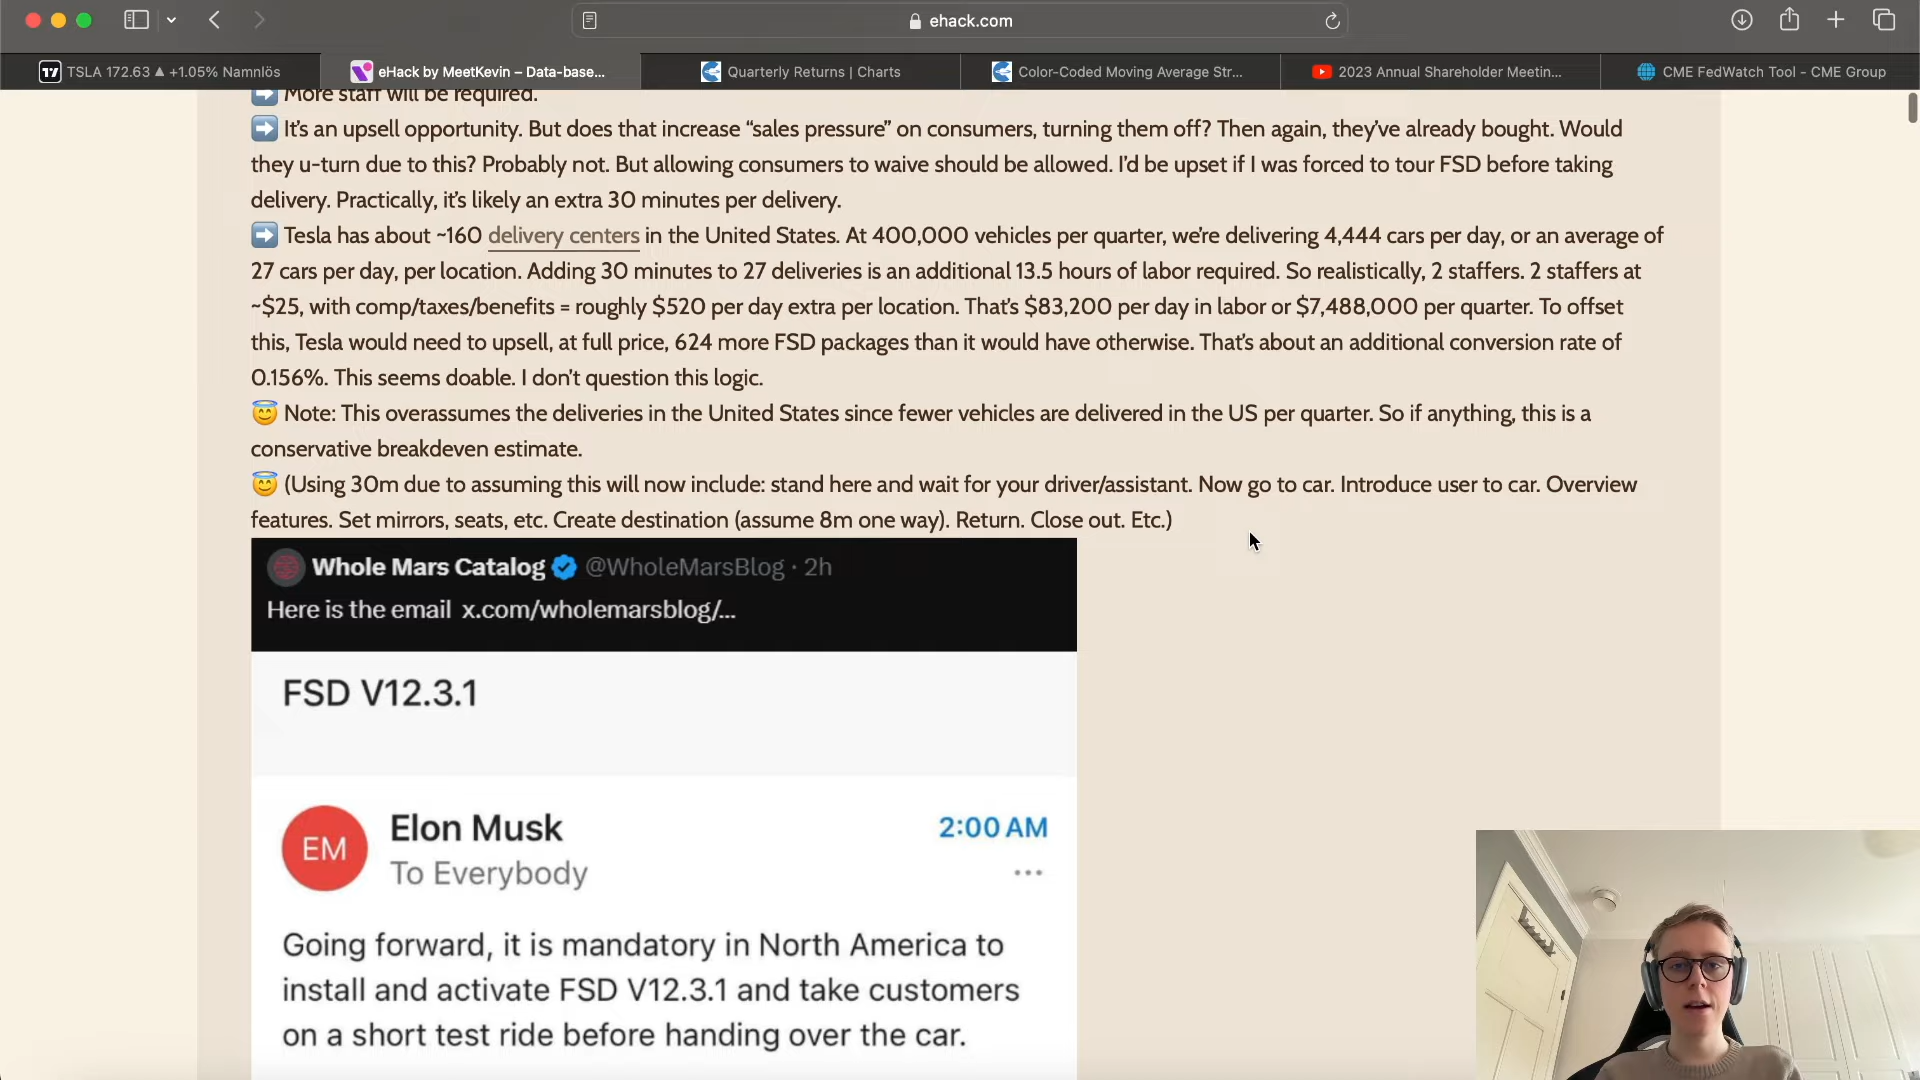 ehack.com
TSLA 172.63 ▲ +1.05% Namnlös
eHack by MeetKevin – Data-base...
Quarterly Returns | Charts
Color-Coded Moving Average Str...
2023 Annual Shareholder Meetin...
CME FedWatch Tool - CME Group
➡️ More staff will be required.
➡️ It's an upsell opportunity. But does that increase “sales pressure” on consumers, turning them off? Then again, they've already bought. Would
they u-turn due to this? Probably not. But allowing consumers to waive should be allowed. I'd be upset if I was forced to tour FSD before taking
delivery. Practically, it's likely an extra 30 minutes per delivery.
➡️ Tesla has about ~160 delivery centers in the United States. At 400,000 vehicles per quarter, we're delivering 4,444 cars per day, or an average of
27 cars per day, per location. Adding 30 minutes to 27 deliveries is an additional 13.5 hours of labor required. So realistically, 2 staffers. 2 staffers at
~$25, with comp/taxes/benefits = roughly $520 per day extra per location. That's $83,200 per day in labor or $7,488,000 per quarter. To offset
this, Tesla would need to upsell, at full price, 624 more FSD packages than it would have otherwise. That's about an additional conversion rate of
0.156%. This seems doable. I don't question this logic.
😇 Note: This overassumes the deliveries in the United States since fewer vehicles are delivered in the US per quarter. So if anything, this is a
conservative breakdeven estimate.
😇 (Using 30m due to assuming this will now include: stand here and wait for your driver/assistant. Now go to car. Introduce user to car. Overview
features. Set mirrors, seats, etc. Create destination (assume 8m one way). Return. Close out. Etc.)
Whole Mars Catalog @WholeMarsBlog · 2h
Here is the email x.com/wholemarsblog/...
FSD V12.3.1
EM
Elon Musk
2:00 AM
To Everybody
...
Going forward, it is mandatory in North America to
install and activate FSD V12.3.1 and take customers
on a short test ride before handing over the car.